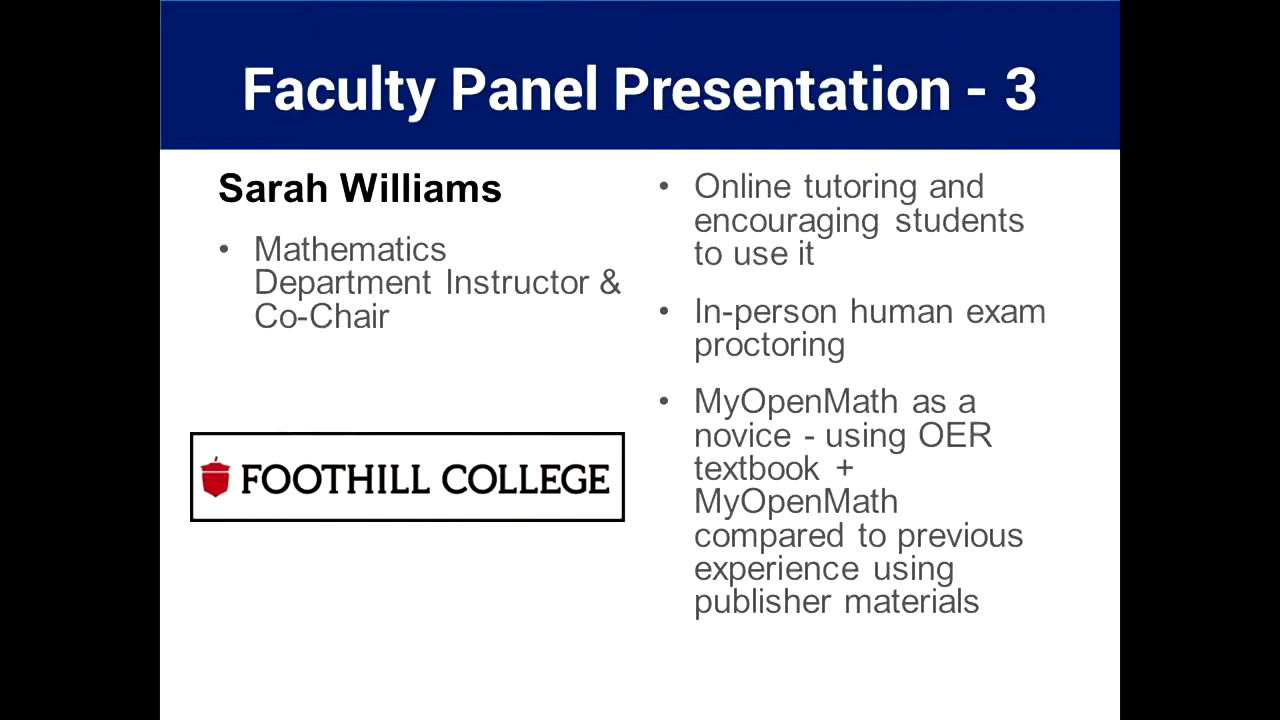 Faculty Panel Presentation - 3
Sarah Williams
• Mathematics
Department Instructor &
Co-Chair
FOOTHILL COLLEGE
• Online tutoring and
encouraging students
to use it
• In-person human exam
proctoring
• MyOpenMath as a
novice - using OER
textbook +
MyOpenMath
compared to previous
experience using
publisher materials